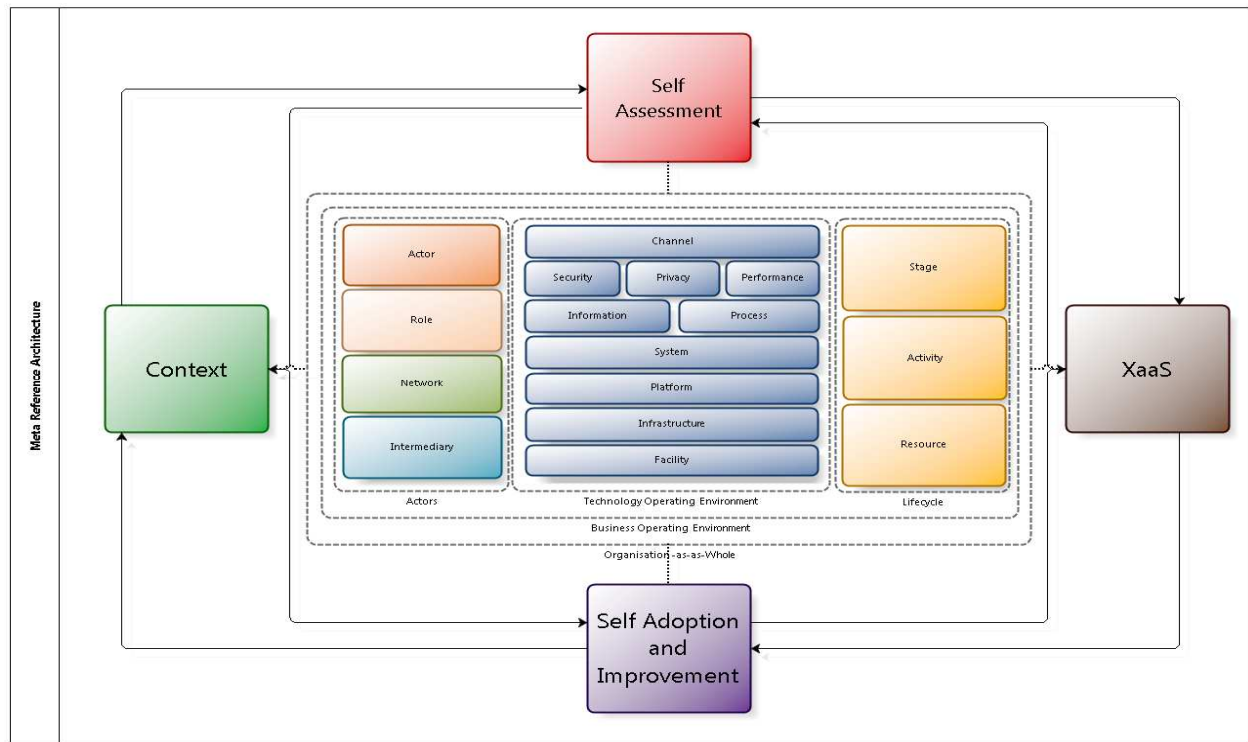 Meta Reference Architecture
Self
Assessment
Context
XaaS
Actor
Role
Network
Intermediary
Actors
Channel
Security
Privacy
Performance
Information
Process
System
Platform
Infrastructure
Facility
Technology Operating Environment
Stage
Activity
Resource
Lifecycle
Business Operating Environment
Organisation -as-as-Whole
Self Adoption
and
Improvement